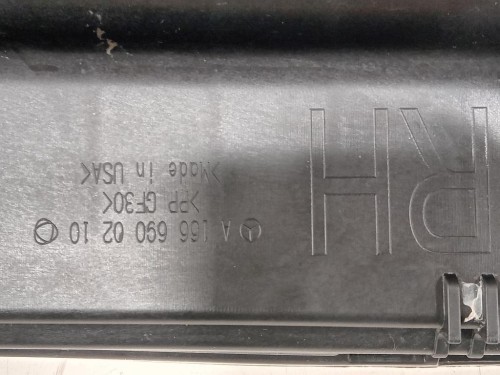 RH
A 166 690 02 10
>PP GF30<
>Made in USA<